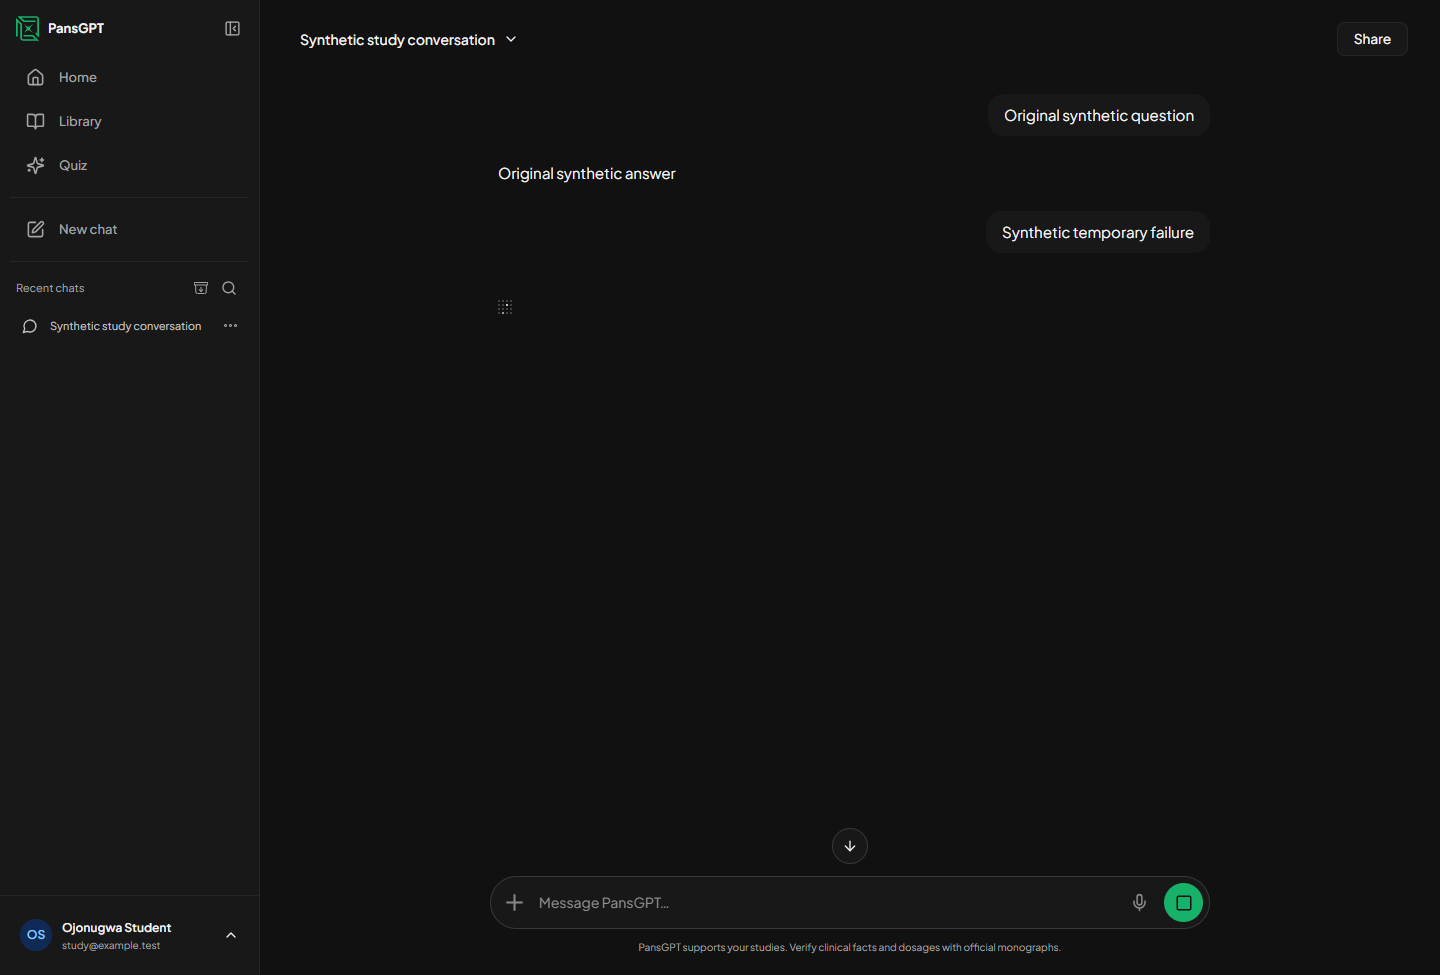 PansGPT
Home
Library
Quiz
New chat
Recent chats
Synthetic study conversation
OS
Ojonugwa Student
study@example.test
Synthetic study conversation
Share
Original synthetic question
Original synthetic answer
Synthetic temporary failure
Message PansGPT...
PansGPT supports your studies. Verify clinical facts and dosages with official monographs.